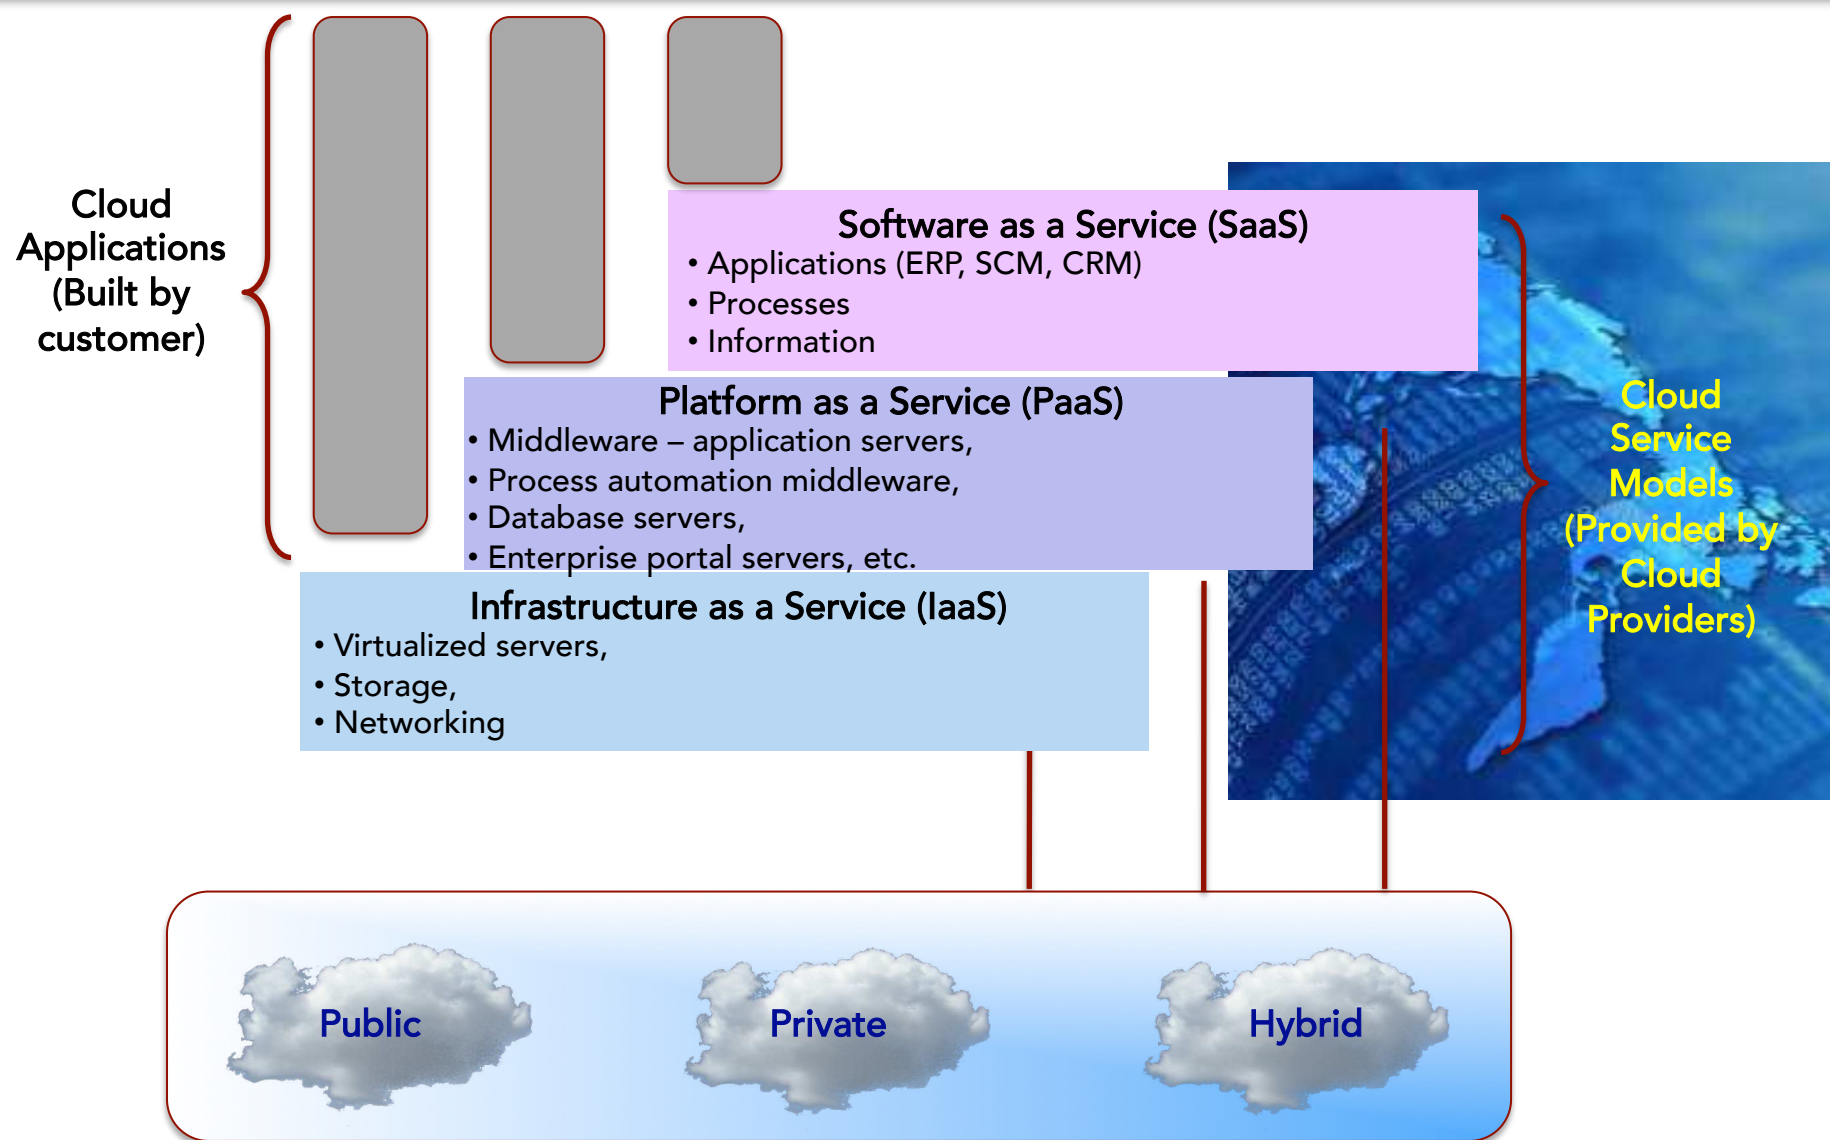 Cloud
Applications
(Built by
customer)
Software as a Service (SaaS)
• Applications (ERP, SCM, CRM)
• Processes
• Information
Platform as a Service (PaaS)
• Middleware – application servers,
• Process automation middleware,
• Database servers,
• Enterprise portal servers, etc.
Infrastructure as a Service (IaaS)
• Virtualized servers,
• Storage,
• Networking
Cloud
Service
Models
(Provided by
Cloud
Providers)
Public
Private
Hybrid